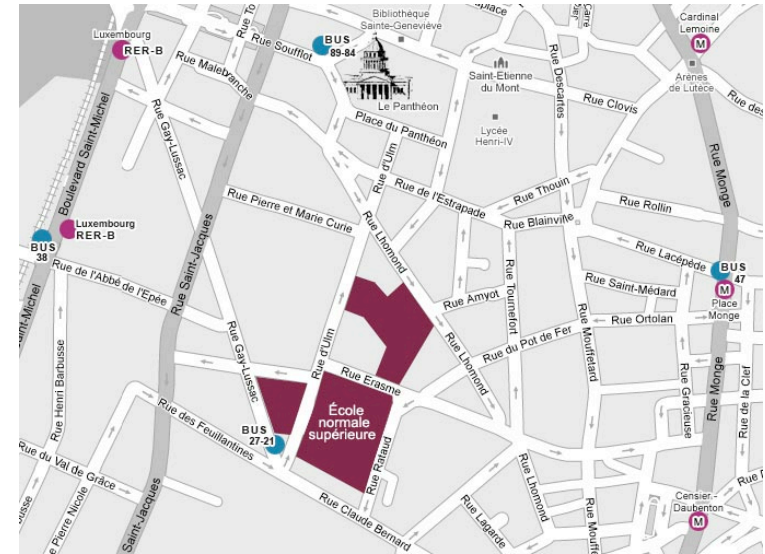 Bibliothèque
Sainte-Geneviève
Cardinal
Lemoine
M
Luxembourg
RER-B
Rue Soufflot
BUS
89-84
Rue Malebranche
Le Panthéon
Saint-Etienne
du Mont
Rue Descartes
Rue Clovis
Arènes
de Lutèce
Place du Panthéon
Lycée
Henri-IV
Rue Monge
Boulevard Saint-Michel
Rue Gay-Lussac
Rue d'Ulm
Rue de l'Estrapade
Rue Thouin
Rue Rollin
Rue Pierre et Marie Curie
Rue Blainville
Luxembourg
RER-B
BUS
38
Rue Saint-Jacques
Rue Lhomond
Rue Lacépède
BUS
47
M
Place
Monge
Rue de l'Abbé de l'Epée
Rue Amyot
Rue Tournefort
Rue Saint-Médard
Rue Ortolan
Rue Mouffetard
Rue du Pot de Fer
Rue Gay-Lussac
Rue d'Ulm
Rue Lhomond
Rue Henri Barbusse
Rue Erasme
Rue Gracieuse
Rue Monge
Rue de la Clef
École
normale
supérieure
BUS
27-21
Rue des Feuillantines
Rue Rataud
Rue du Val de Grâce
Rue Claude Bernard
Rue Lhomond
Rue Lagarde
Saint-Jacques
Censier -
Daubenton
M